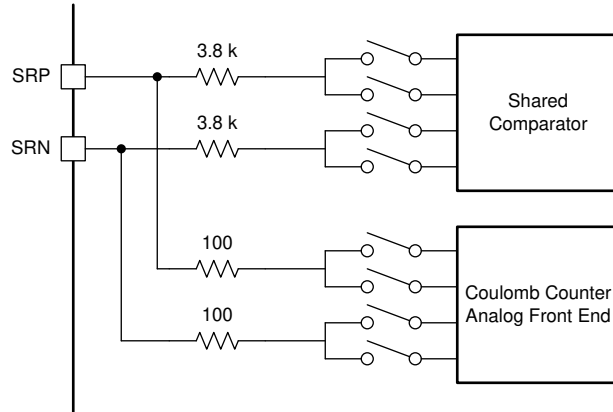 SRP
3.8 k
Shared
Comparator
SRN
3.8 k
100
Coulomb Counter
Analog Front End
100